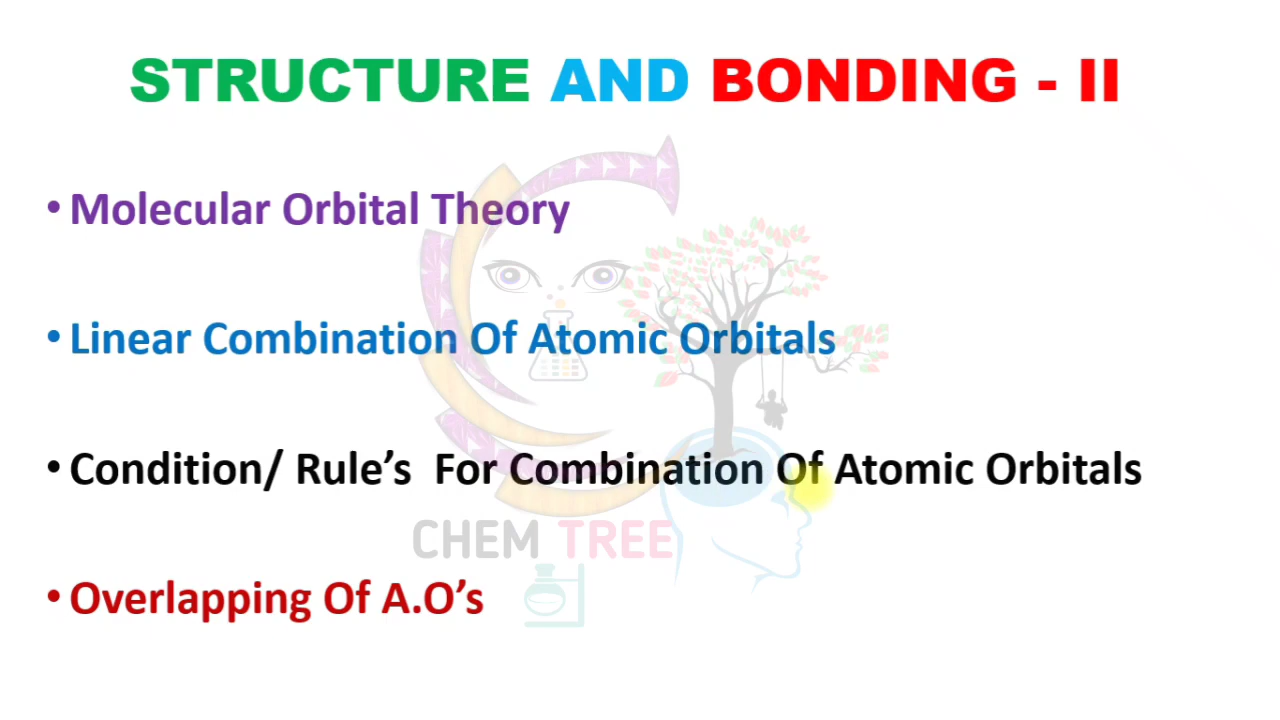 STRUCTURE AND BONDING - II
• Molecular Orbital Theory
• Linear Combination Of Atomic Orbitals
• Condition/ Rule’s For Combination Of Atomic Orbitals
CHEM TREE
• Overlapping Of A.O’s